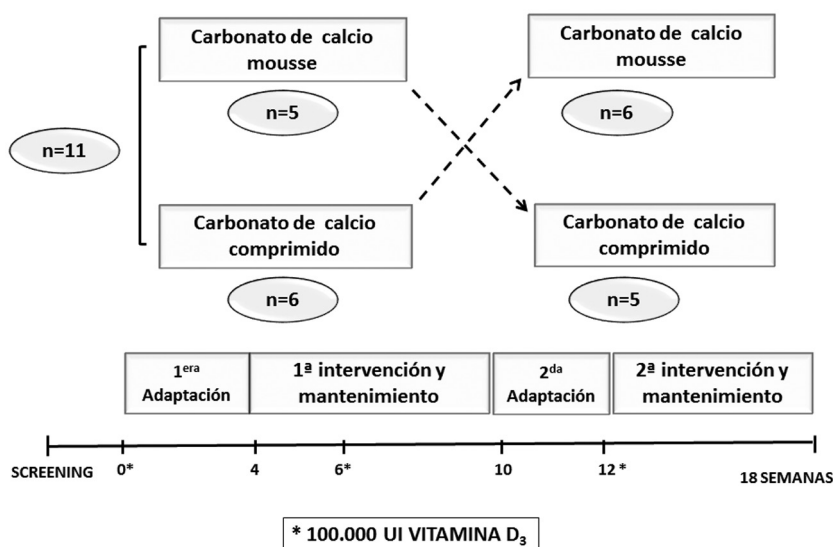 Carbonato de calcio
mousse
n=5
Carbonato de calcio
mousse
n=6
n=11
Carbonato de calcio
comprimido
n=6
Carbonato de calcio
comprimido
n=5
1era
Adaptación
1ª intervención y
mantenimiento
2da
Adaptación
2ª intervención y
mantenimiento
SCREENING
0*
4
6*
10
12 *
18 SEMANAS
* 100.000 UI VITAMINA D3